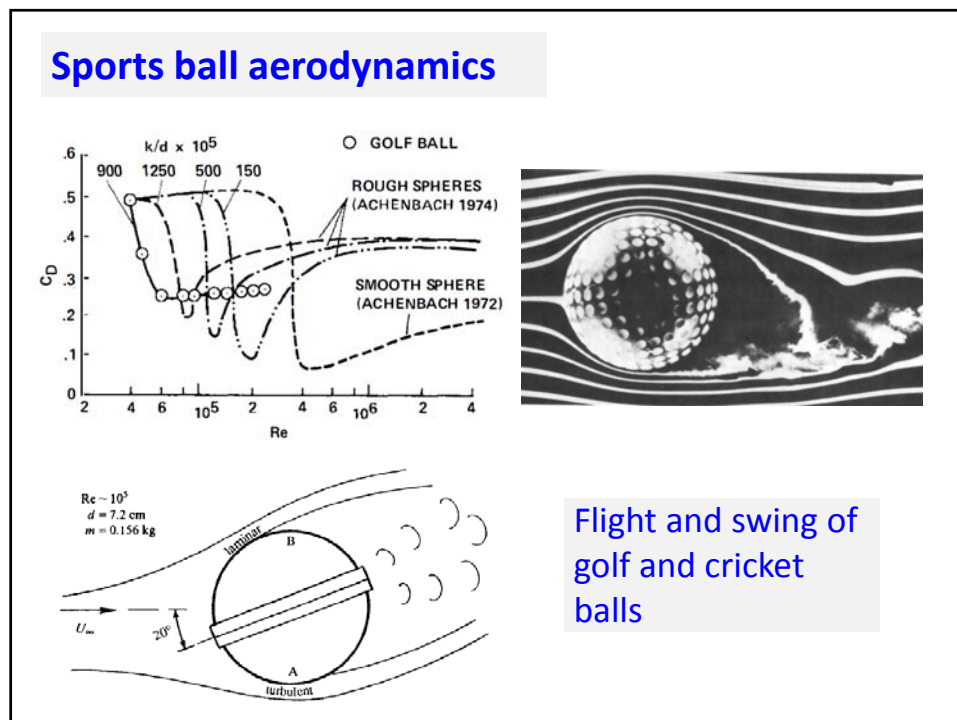 Sports ball aerodynamics
k/d x 10⁵
900 1250 500 150
GOLF BALL
ROUGH SPHERES
(ACHENBACH 1974)
SMOOTH SPHERE
(ACHENBACH 1972)
C_D
.6
.5
.4
.3
.2
.1
0
2 4 6 10⁵ 2 4 6 10⁶ 2 4
Re
Re ~ 10⁵
d = 7.2 cm
m = 0.156 kg
laminar
B
U∞
20°
A
turbulent
Flight and swing of
golf and cricket
balls